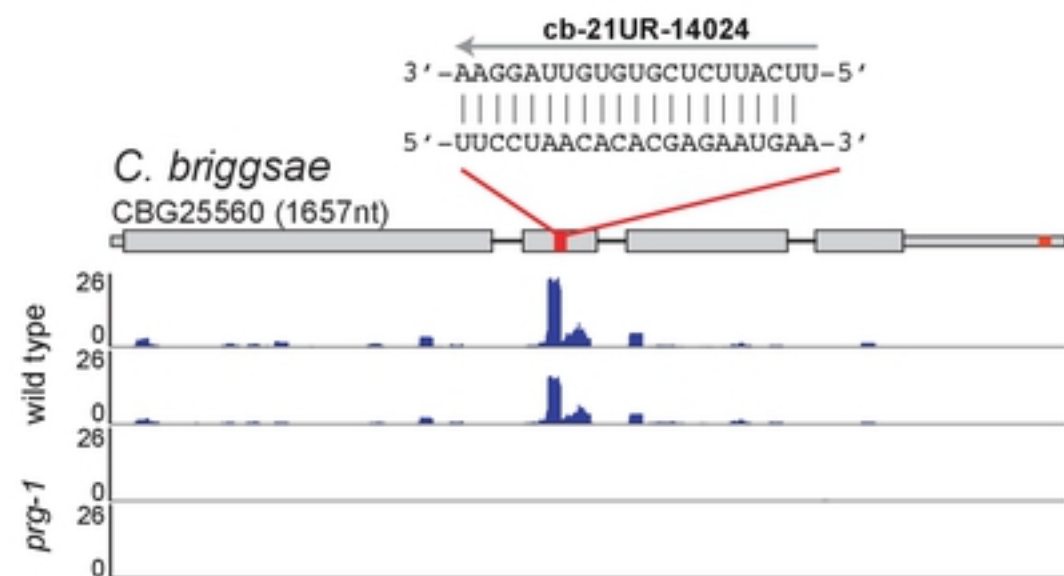 cb-21UR-14024
3'-AAGGAUUGUGUGCUCUUACUU-5'
5'-UUCCUAACACACGAGAAUGAA-3'
C. briggsae
CBG25560 (1657nt)
wild type
26
0
26
0
prg-1
26
0
26
0